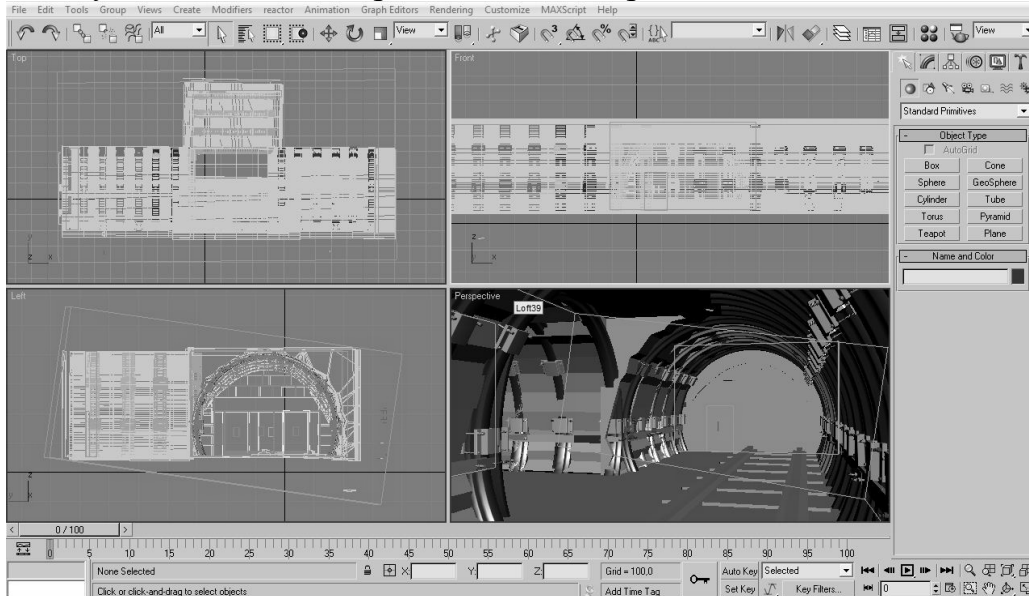 File Edit Tools Group Views Create Modifiers reactor Animation Graph Editors Rendering Customize MAXScript Help
All View View
Top Front
Standard Primitives
- Object Type
AutoGrid
Box Cone
Sphere GeoSphere
Cylinder Tube
Torus Pyramid
Teapot Plane
- Name and Color
z x
y
z x
Left Perspective
Loft39
z
y x
< 0 / 100 >
0 5 10 15 20 25 30 35 40 45 50 55 60 65 70 75 80 85 90 95 100
None Selected X: Y: Z: Grid = 100,0 Auto Key Selected
Click or click-and-drag to select objects Add Time Tag Set Key Key Filters... 0